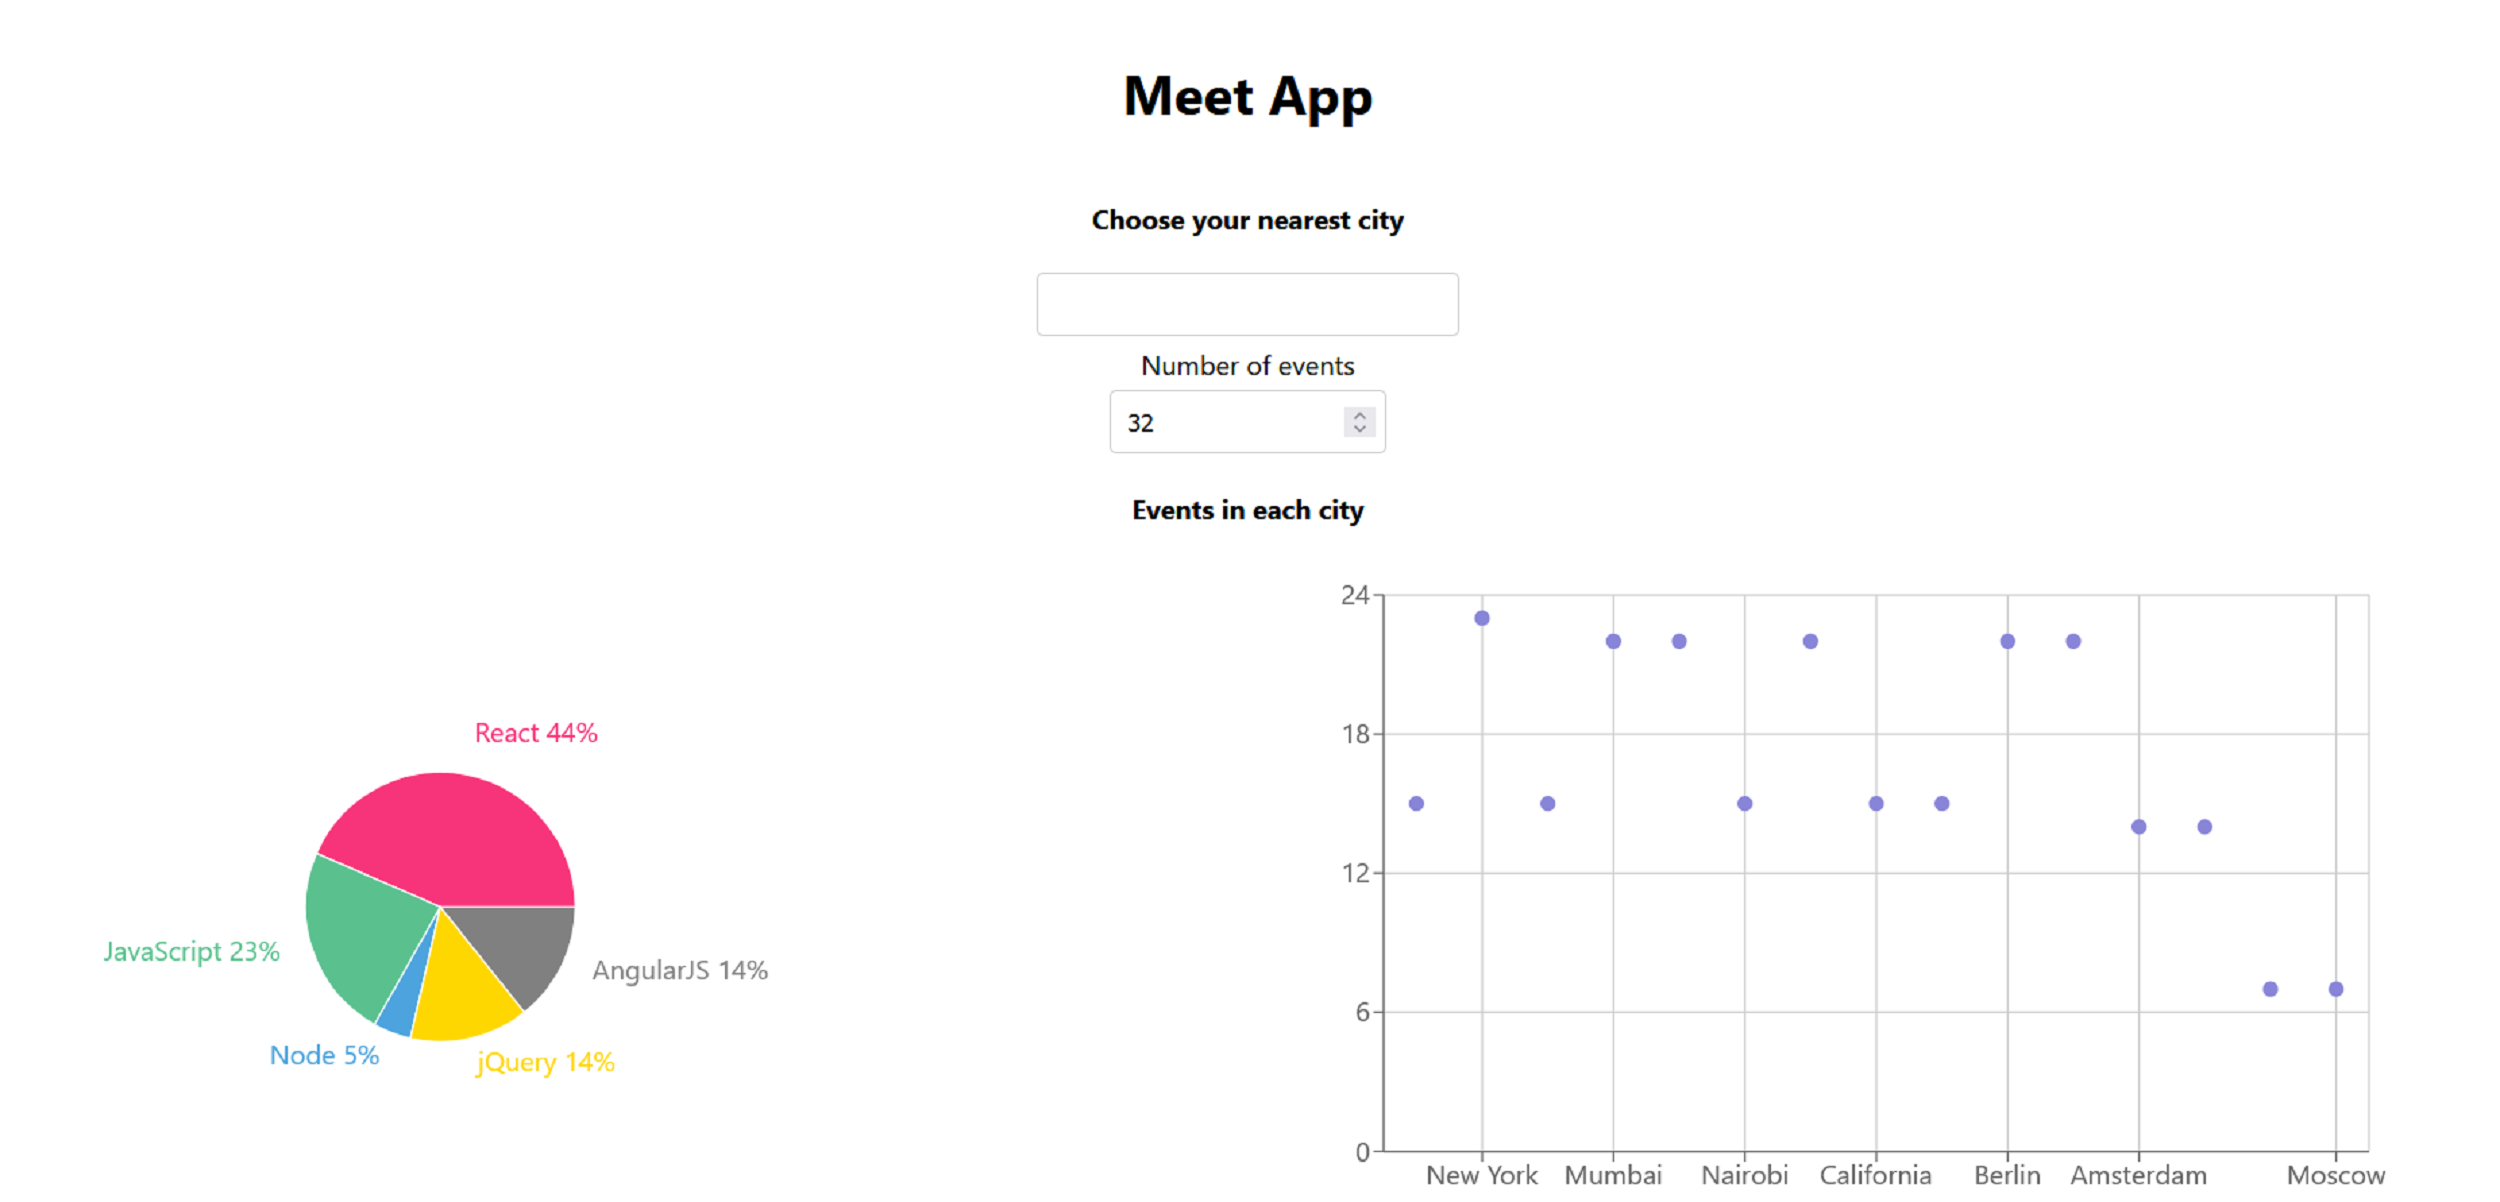 Meet App
Choose your nearest city
Number of events
32
Events in each city
React 44%
JavaScript 23%
AngularJS 14%
Node 5%
jQuery 14%
24
18
12
6
0
New York Mumbai Nairobi California Berlin Amsterdam Moscow